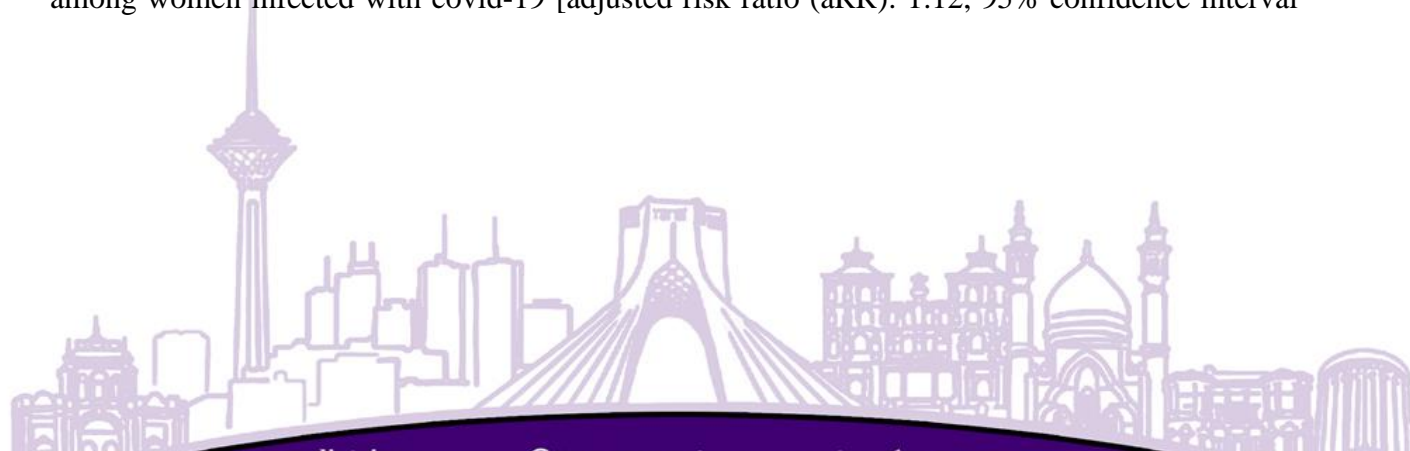 among women infected with covid-19 [adjusted risk ratio (aRR): 1.12, 95% confidence interval